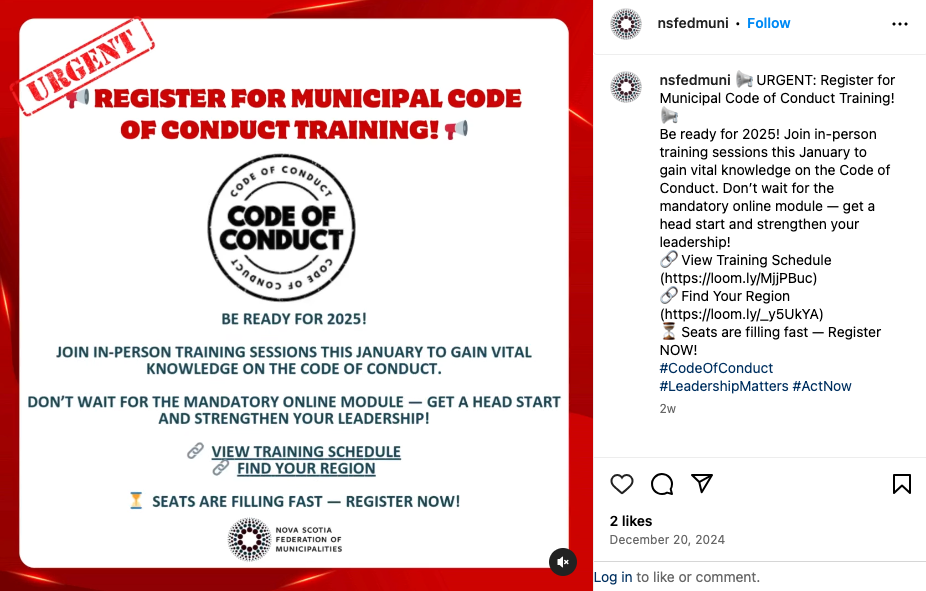 URGENT
📢 REGISTER FOR MUNICIPAL CODE
OF CONDUCT TRAINING! 📢
CODE OF CONDUCT
CODE OF
CONDUCT
CODE OF CONDUCT
BE READY FOR 2025!
JOIN IN-PERSON TRAINING SESSIONS THIS JANUARY TO GAIN VITAL
KNOWLEDGE ON THE CODE OF CONDUCT.
DON'T WAIT FOR THE MANDATORY ONLINE MODULE — GET A HEAD START
AND STRENGTHEN YOUR LEADERSHIP!
🔗 VIEW TRAINING SCHEDULE
🔗 FIND YOUR REGION
⏳ SEATS ARE FILLING FAST — REGISTER NOW!
NOVA SCOTIA
FEDERATION OF
MUNICIPALITIES
nsfedmuni • Follow
nsfedmuni 📢 URGENT: Register for
Municipal Code of Conduct Training!
📢
Be ready for 2025! Join in-person
training sessions this January to
gain vital knowledge on the Code of
Conduct. Don't wait for the
mandatory online module — get a
head start and strengthen your
leadership!
🔗 View Training Schedule
(https://loom.ly/MjjPBuc)
🔗 Find Your Region
(https://loom.ly/_y5UkYA)
⏳ Seats are filling fast — Register
NOW!
#CodeOfConduct
#LeadershipMatters #ActNow
2w
2 likes
December 20, 2024
Log in to like or comment.